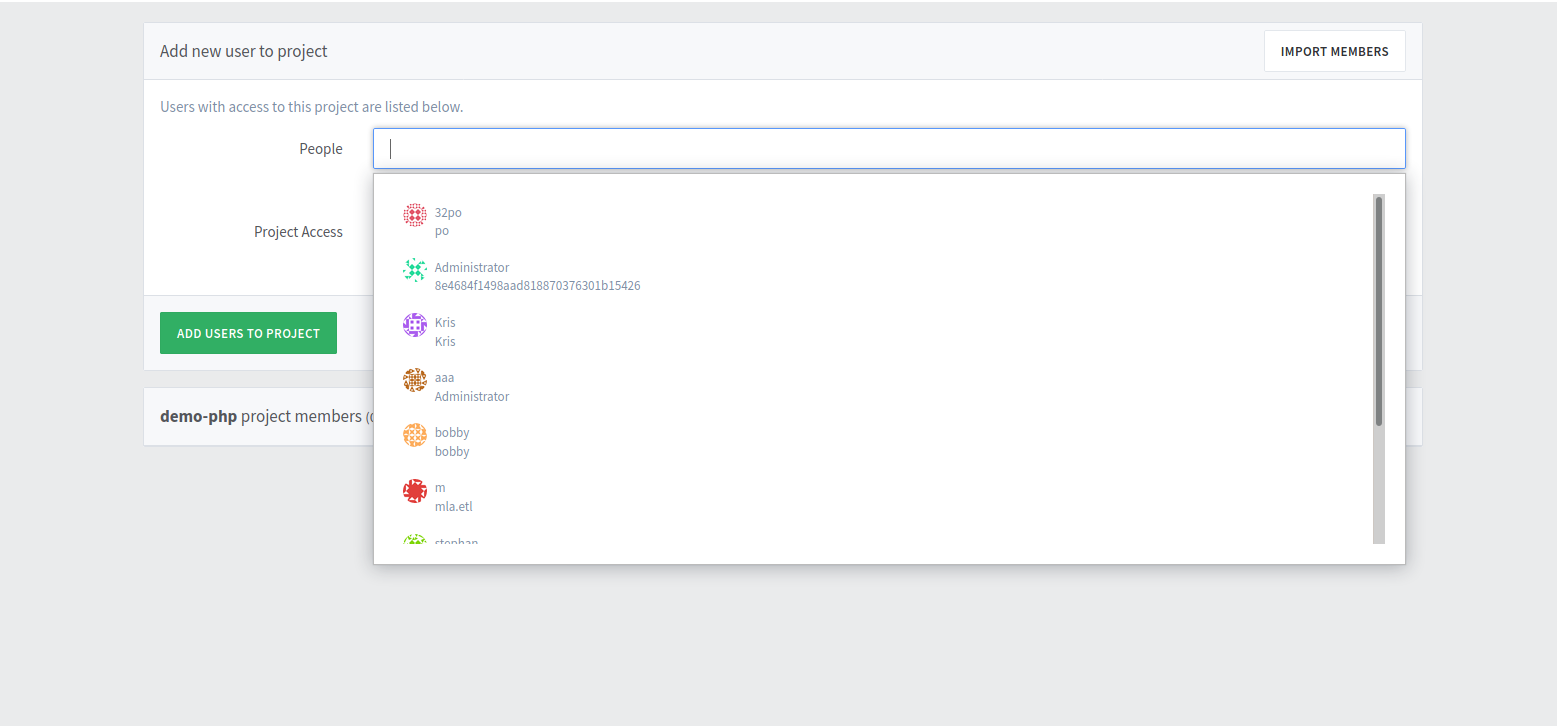 Add new user to project
IMPORT MEMBERS
Users with access to this project are listed below.
People
32po
po
Project Access
Administrator
8e4684f1498aad818870376301b15426
Kris
Kris
ADD USERS TO PROJECT
aaa
Administrator
demo-php project members
bobby
bobby
m
mla.etl
stephan